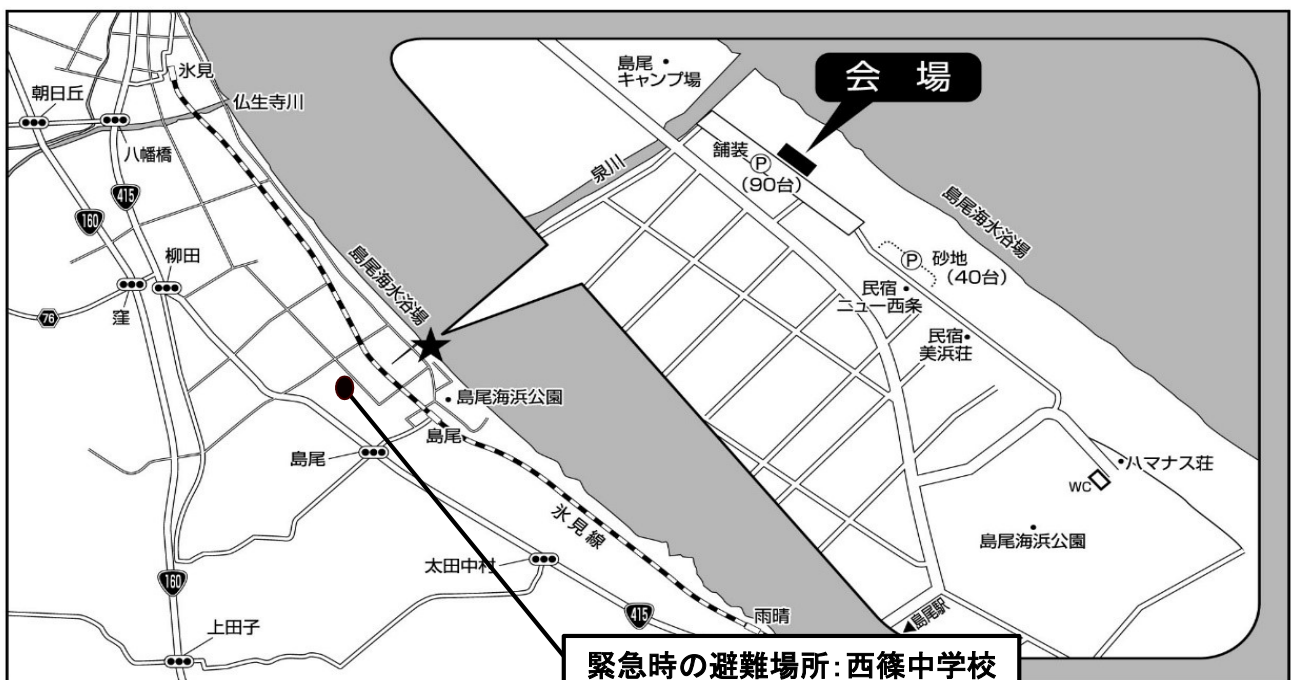 氷見
朝日丘
仏生寺川
八幡橋
415
160
柳田
窪
76
島尾海水浴場
島尾海浜公園
島尾
島尾
氷見線
太田中村
160
415
雨晴
上田子
緊急時の避難場所：西篠中学校
島尾
キャンプ場
会 場
泉川
舗装
P
（90台）
島尾海水浴場
P 砂地
（40台）
民宿
ニュー西条
民宿
美浜荘
ハマナス荘
WC
島尾海浜公園
◀島尾駅